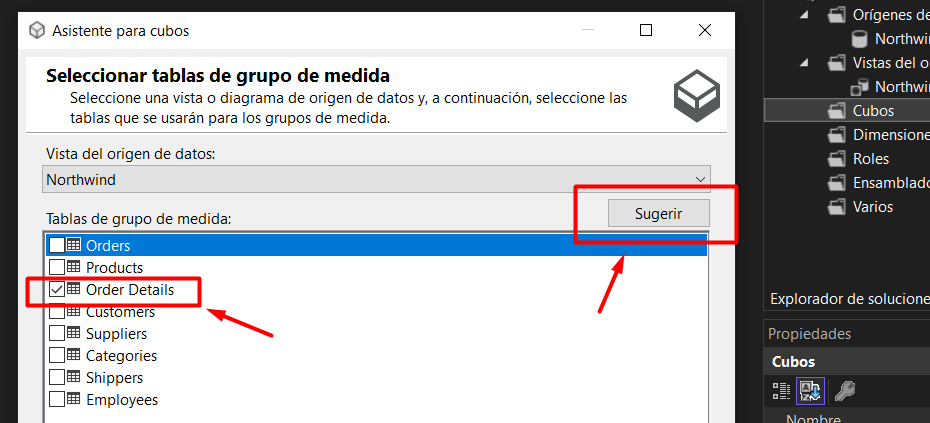 Asistente para cubos
Seleccionar tablas de grupo de medida
Seleccione una vista o diagrama de origen de datos y, a continuación, seleccione las
tablas que se usarán para los grupos de medida.
Vista del origen de datos:
Northwind
Tablas de grupo de medida:
Sugerir
Orders
Products
Order Details
Customers
Suppliers
Categories
Shippers
Employees
Orígenes de
Northwi
Vistas del o
Northwi
Cubos
Dimensione
Roles
Ensamblado
Varios
Explorador de solucione
Propiedades
Cubos
Nombre